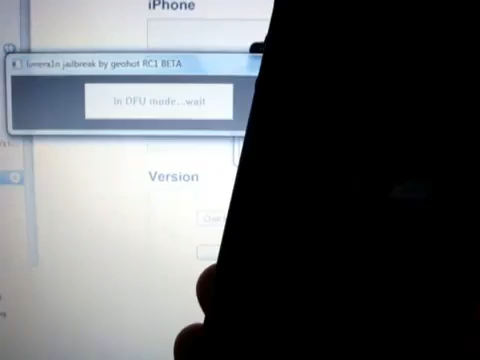 iPhone
limera1n jailbreak by geohot RC1 BETA
In DFU mode...wait
Version